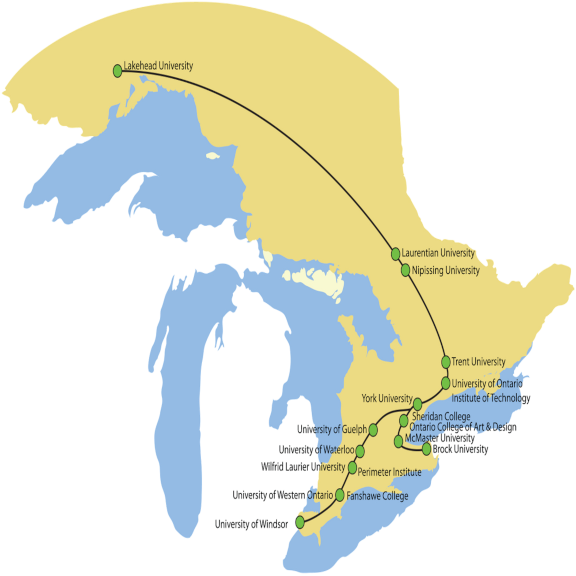 Lakehead University
Laurentian University
Nipissing University
Trent University
University of Ontario
Institute of Technology
York University
Sheridan College
Ontario College of Art & Design
University of Guelph
McMaster University
Brock University
University of Waterloo
Wilfrid Laurier University
Perimeter Institute
University of Western Ontario
Fanshawe College
University of Windsor